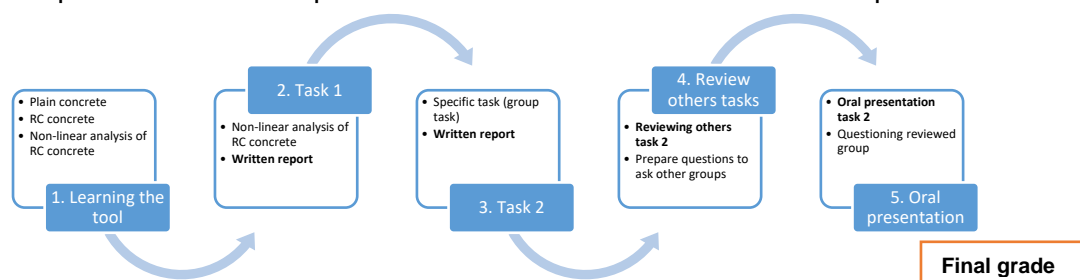 • Plain concrete
• RC concrete
• Non-linear analysis of
RC concrete
1. Learning the
tool
2. Task 1
• Non-linear analysis of
RC concrete
• Written report
• Specific task (group
task)
• Written report
3. Task 2
4. Review
others tasks
• Reviewing others
task 2
• Prepare questions to
ask other groups
• Oral presentation
task 2
• Questioning reviewed
group
5. Oral
presentation
Final grade